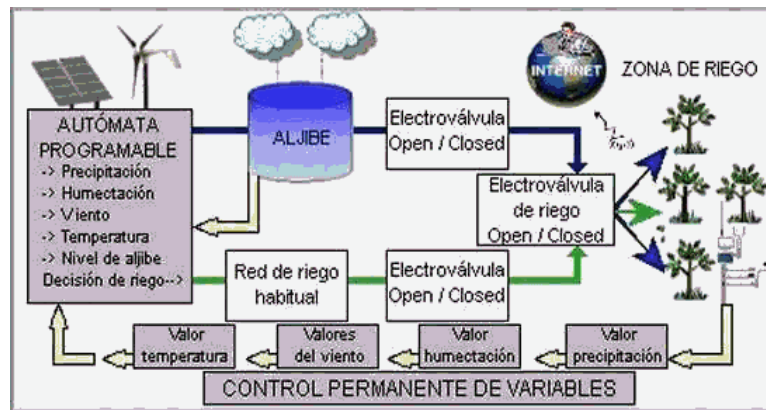 INTERNET
ZONA DE RIEGO
AUTÓMATA
PROGRAMABLE
-> Precipitación
-> Humectación
-> Viento
-> Temperatura
-> Nivel de aljibe
Decisión de riego-->
ALJIBE
Electroválvula
Open / Closed
Electroválvula
de riego
Open / Closed
Red de riego
habitual
Electroválvula
Open / Closed
Valor
temperatura
Valores
del viento
Valor
humectación
Valor
precipitación
CONTROL PERMANENTE DE VARIABLES